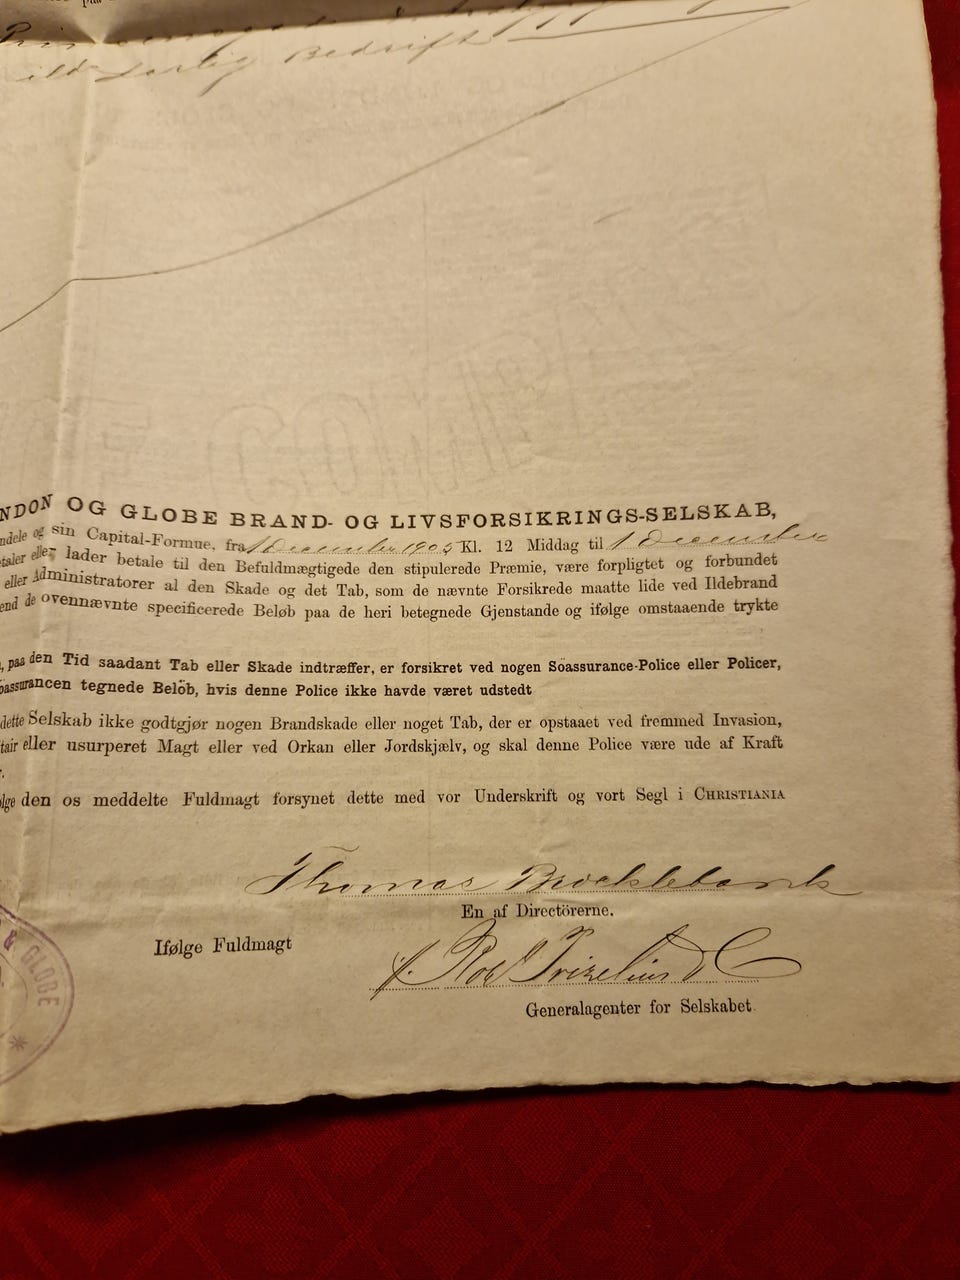 ildsfarlig Bedrift
NDON OG GLOBE BRAND- OG LIVSFORSIKRINGS-SELSKAB,
ndele og sin Capital-Formue, fra 1 December 1905 Kl. 12 Middag til 1 December
etaler eller lader betale til den Befuldmægtigede den stipulerede Præmie, være forpligtet og forbundet
eller Administratorer al den Skade og det Tab, som de nævnte Forsikrede maatte lide ved Ildebrand
end de ovennævnte specificerede Beløb paa de heri betegnede Gjenstande og ifølge omstaaende trykte
, paa den Tid saadant Tab eller Skade indtræffer, er forsikret ved nogen Söassurance-Police eller Policer,
öassurancen tegnede Belöb, hvis denne Police ikke havde været udstedt
dette Selskab ikke godtgjør nogen Brandskade eller noget Tab, der er opstaaet ved fremmed Invasion,
tair eller usurperet Magt eller ved Orkan eller Jordskjælv, og skal denne Police være ude af Kraft
r.
ølge den os meddelte Fuldmagt forsynet dette med vor Underskrift og vort Segl i CHRISTIANIA
Thomas Brocklebank
En af Directörerne.
Ifølge Fuldmagt
& GLOBE
Generalagenter for Selskabet.